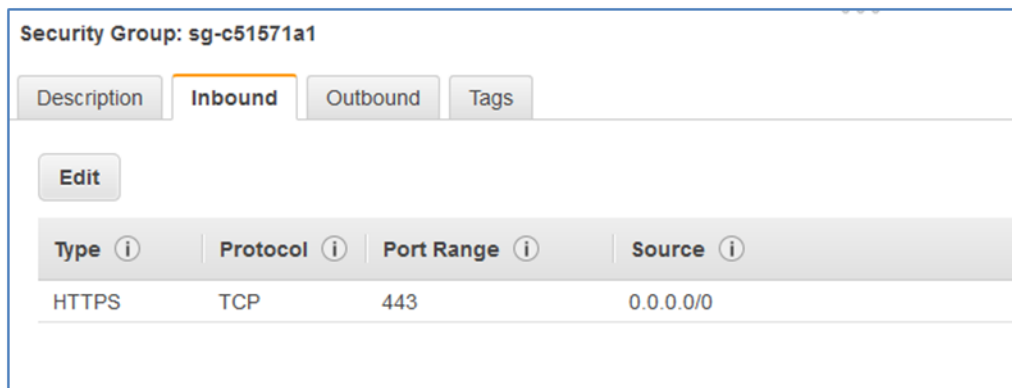 Security Group: sg-c51571a1
Description Inbound Outbound Tags
Edit
Type i Protocol i Port Range i Source i
HTTPS TCP 443 0.0.0.0/0